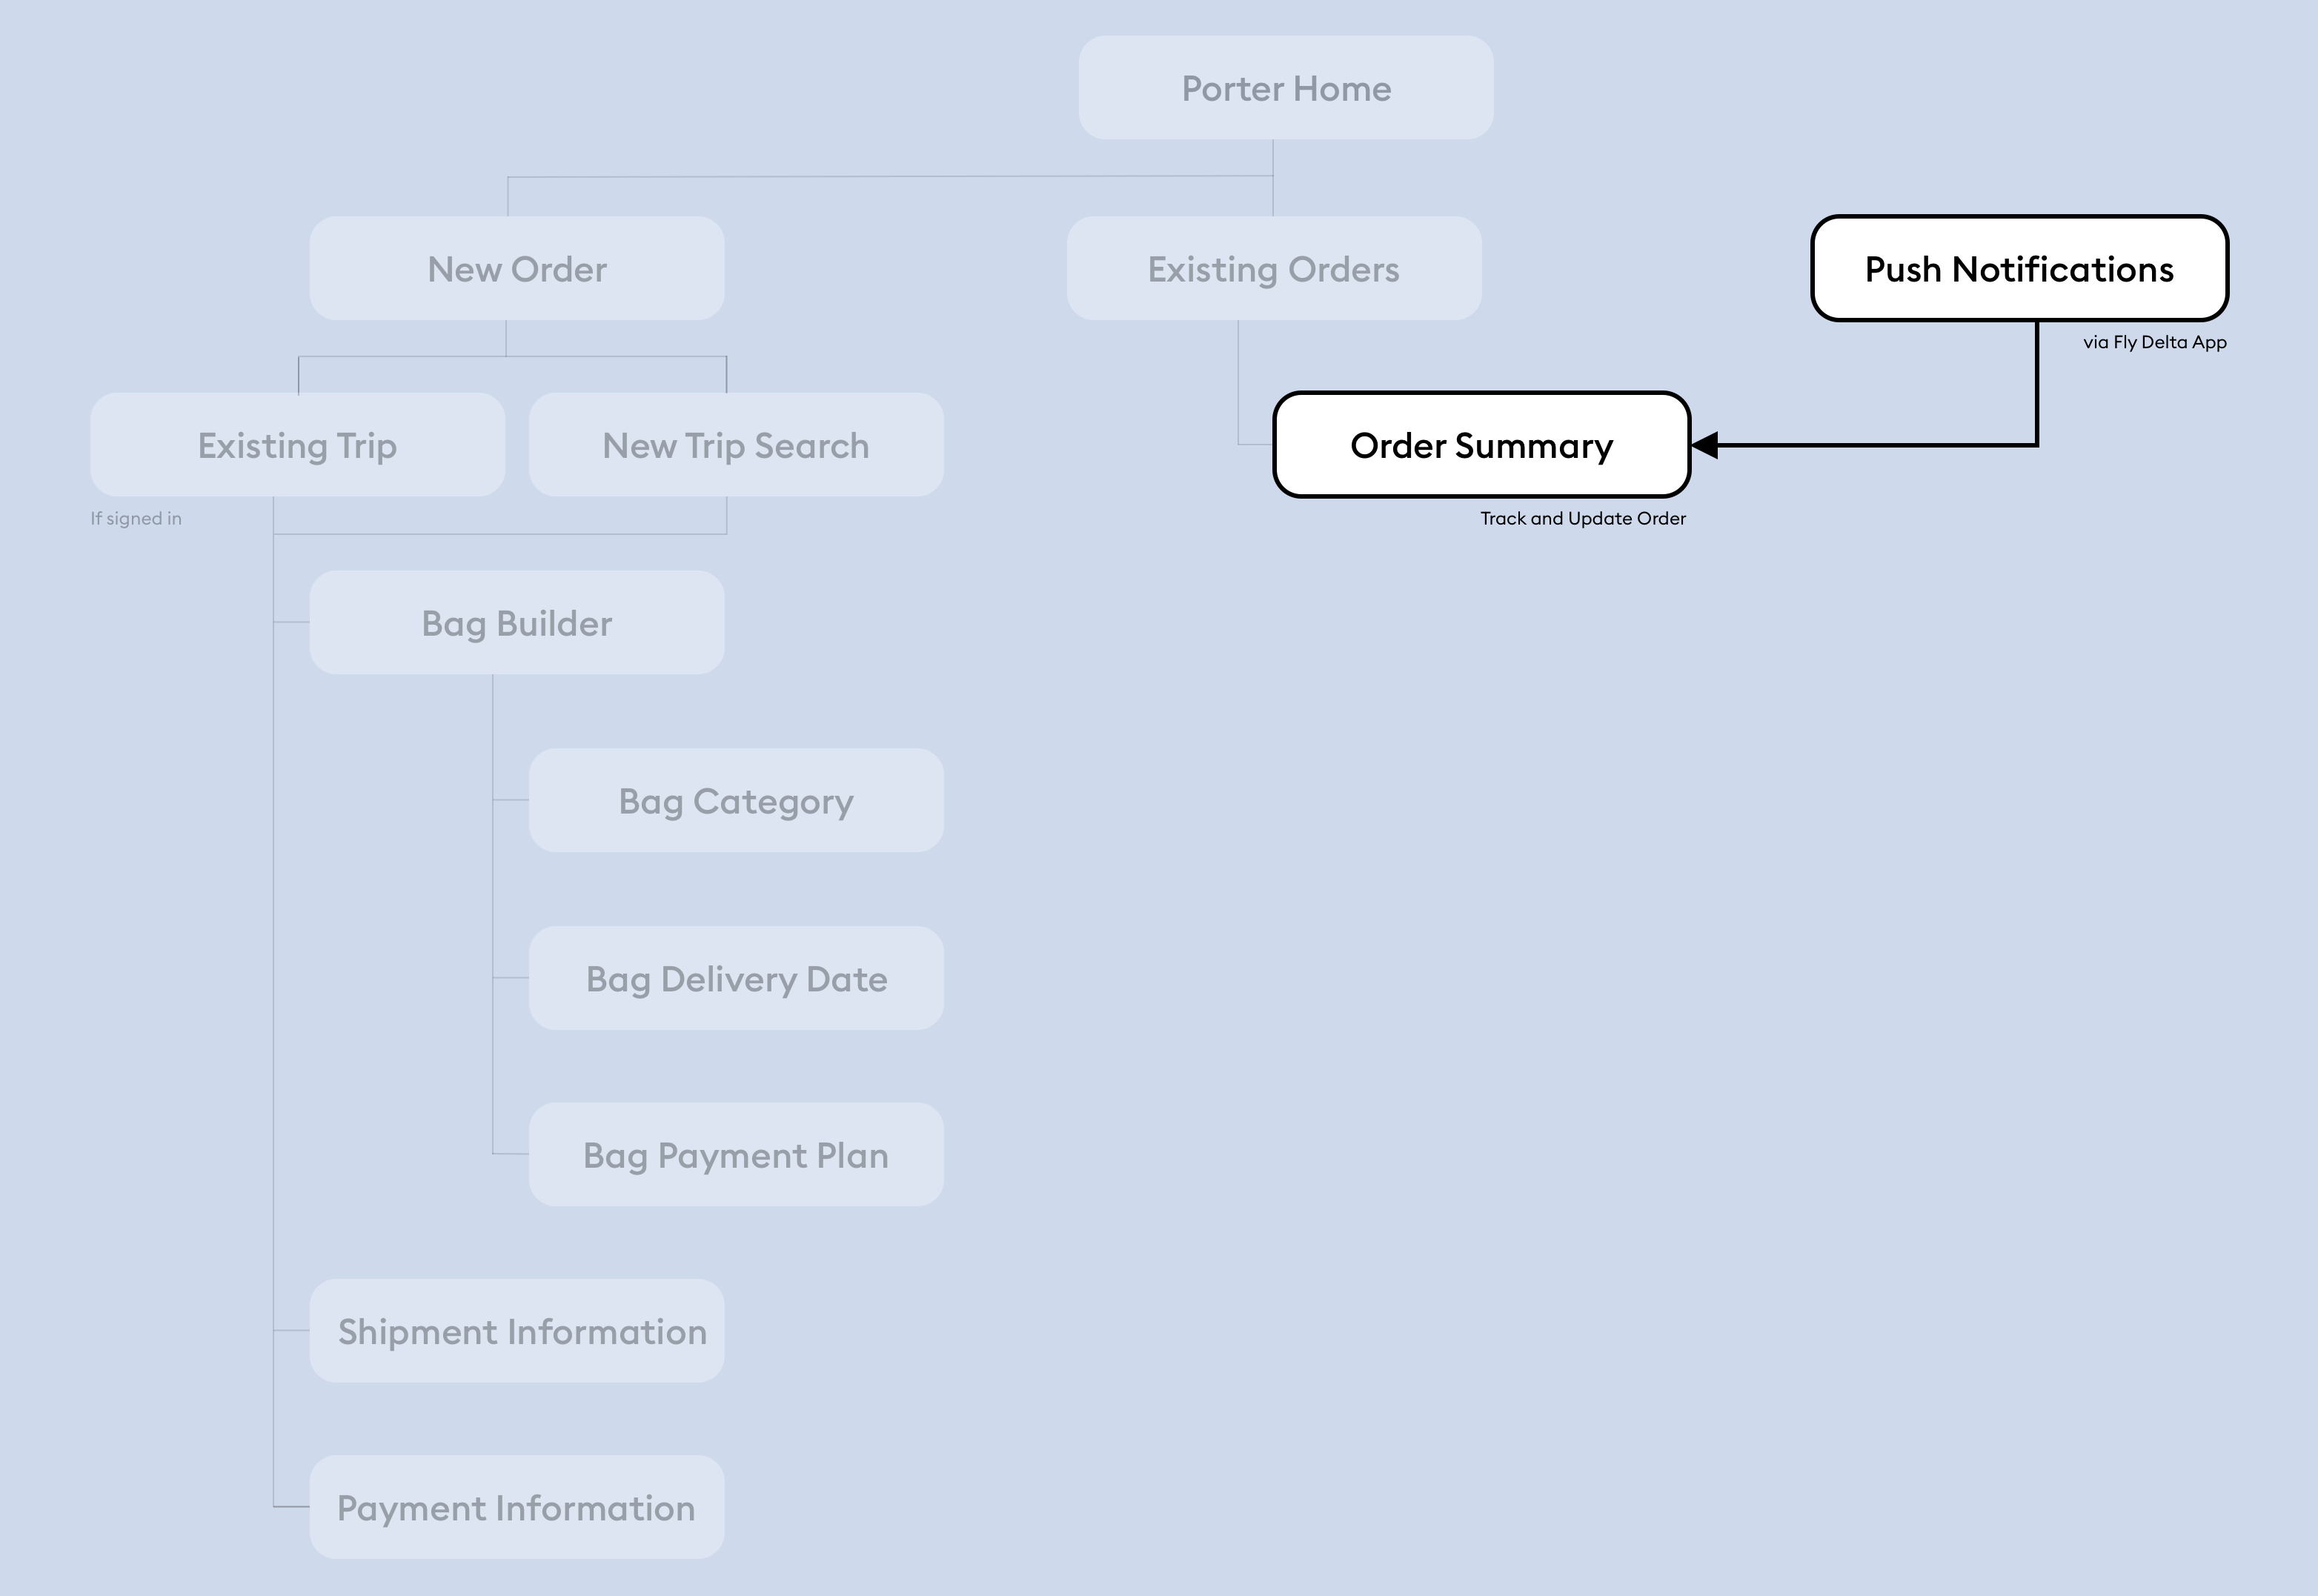 Porter Home
New Order
Existing Orders
Push Notifications
via Fly Delta App
Existing Trip
New Trip Search
Order Summary
If signed in
Track and Update Order
Bag Builder
Bag Category
Bag Delivery Date
Bag Payment Plan
Shipment Information
Payment Information